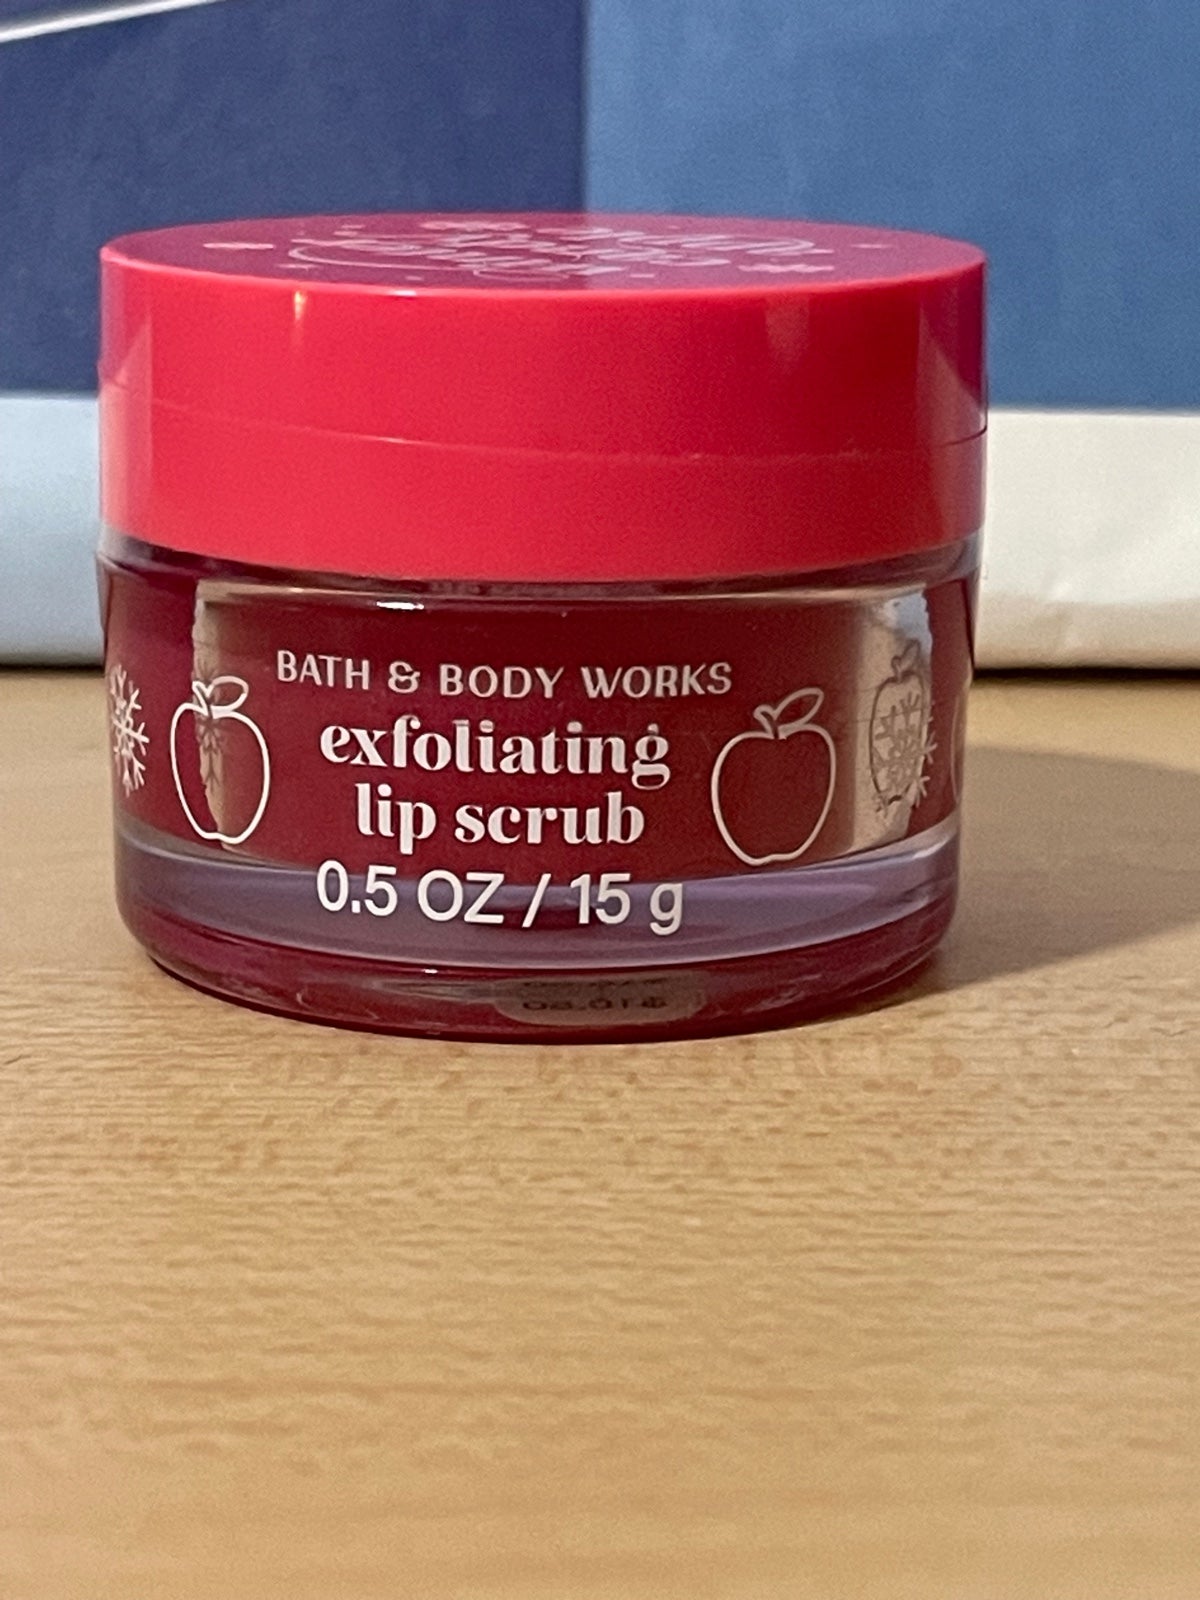 BATH & BODY WORKS
exfoliating
lip scrub
0.5 OZ / 15 g